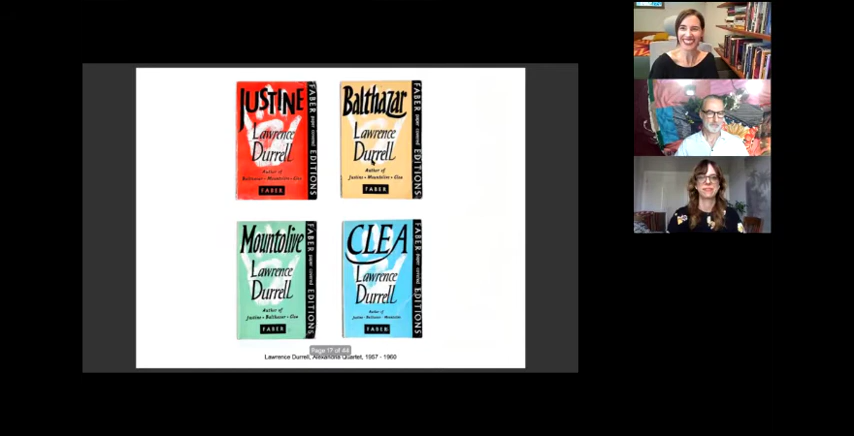 JUSTINE
Lawrence
Durrell
Author of
Balthazar • Mountolive • Clea
FABER
FABER paper covered EDITIONS
Balthazar
Lawrence
Durrell
Author of
Justine • Mountolive • Clea
FABER
FABER paper covered EDITIONS
Mountolive
Lawrence
Durrell
Author of
Justine • Balthazar • Clea
FABER
FABER paper covered EDITIONS
CLEA
Lawrence
Durrell
Author of
Justine • Balthazar • Mountolive
FABER
FABER paper covered EDITIONS
Page 17 of 44
Lawrence Durrell, Alexandria Quartet, 1957 - 1960